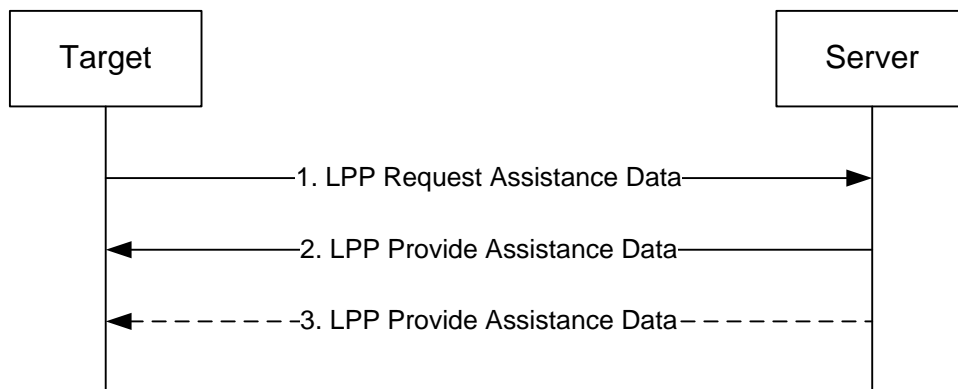 Target
Server
1. LPP Request Assistance Data
2. LPP Provide Assistance Data
3. LPP Provide Assistance Data